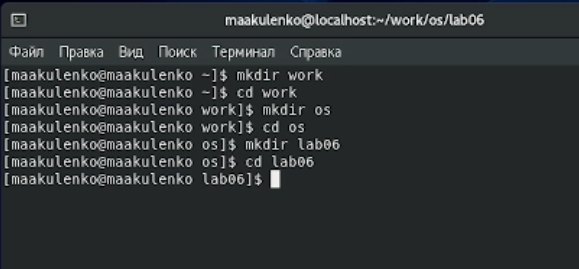 maakulenko@localhost:~/work/os/lab06
Файл Правка Вид Поиск Терминал Справка
[maakulenko@maakulenko ~]$ mkdir work
[maakulenko@maakulenko ~]$ cd work
[maakulenko@maakulenko work]$ mkdir os
[maakulenko@maakulenko work]$ cd os
[maakulenko@maakulenko os]$ mkdir lab06
[maakulenko@maakulenko os]$ cd lab06
[maakulenko@maakulenko lab06]$